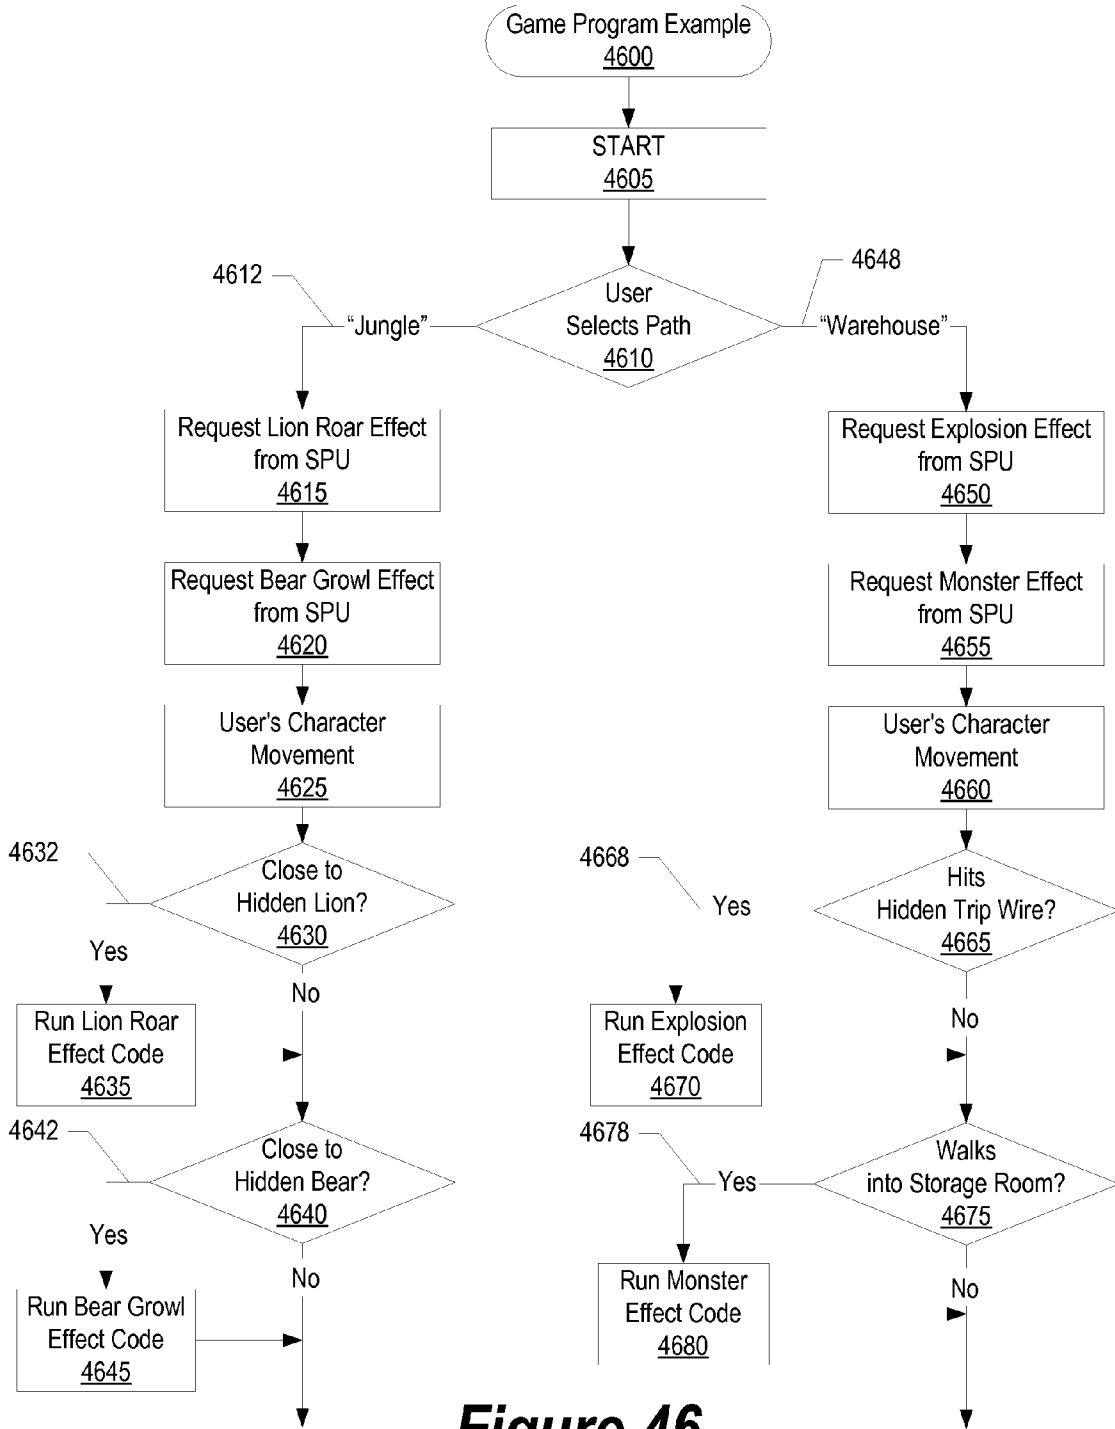 Game Program Example
4600
START
4605
4612
4648
User
Selects Path
4610
“Jungle”
“Warehouse”
Request Lion Roar Effect
from SPU
4615
Request Explosion Effect
from SPU
4650
Request Bear Growl Effect
from SPU
4620
Request Monster Effect
from SPU
4655
User's Character
Movement
4625
User's Character
Movement
4660
4632
Close to
Hidden Lion?
4630
4668
Yes
Hits
Hidden Trip Wire?
4665
Yes
No
No
Run Lion Roar
Effect Code
4635
Run Explosion
Effect Code
4670
4642
Close to
Hidden Bear?
4640
4678
Yes
Walks
into Storage Room?
4675
Yes
No
No
Run Bear Growl
Effect Code
4645
Run Monster
Effect Code
4680
Figure 46